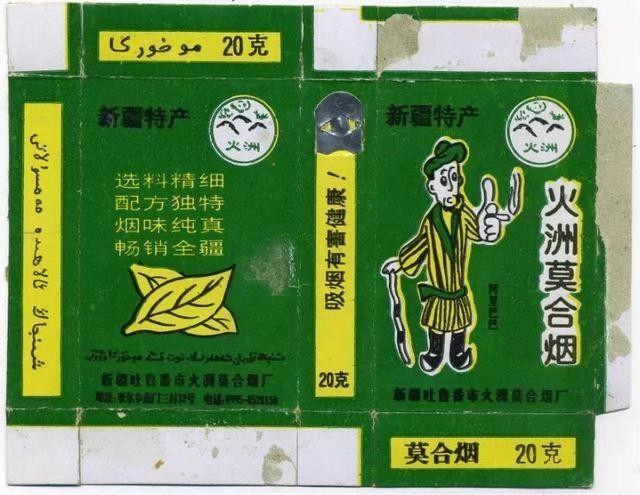 موخوركا 20克
新疆特产
火洲
选料精细
配方独特
烟味纯真
畅销全疆
新疆吐鲁番市火洲莫合烟厂
吸烟有害健康！
20克
新疆特产
火洲
火洲莫合烟
阿里巴巴
新疆吐鲁番市火洲莫合烟厂
莫合烟 20克